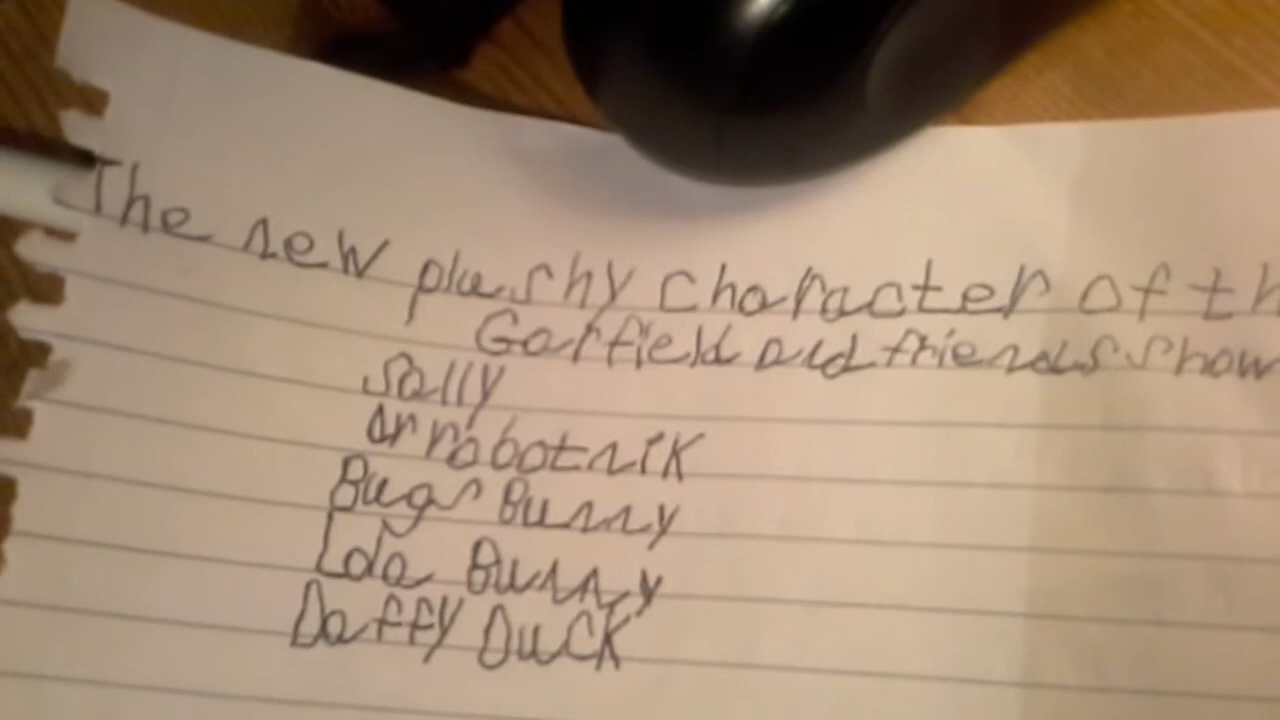 The new plushy character of th
Garfield and friends show
Sally
dr robotnik
Bugs Bunny
Lola Bunny
Daffy Duck